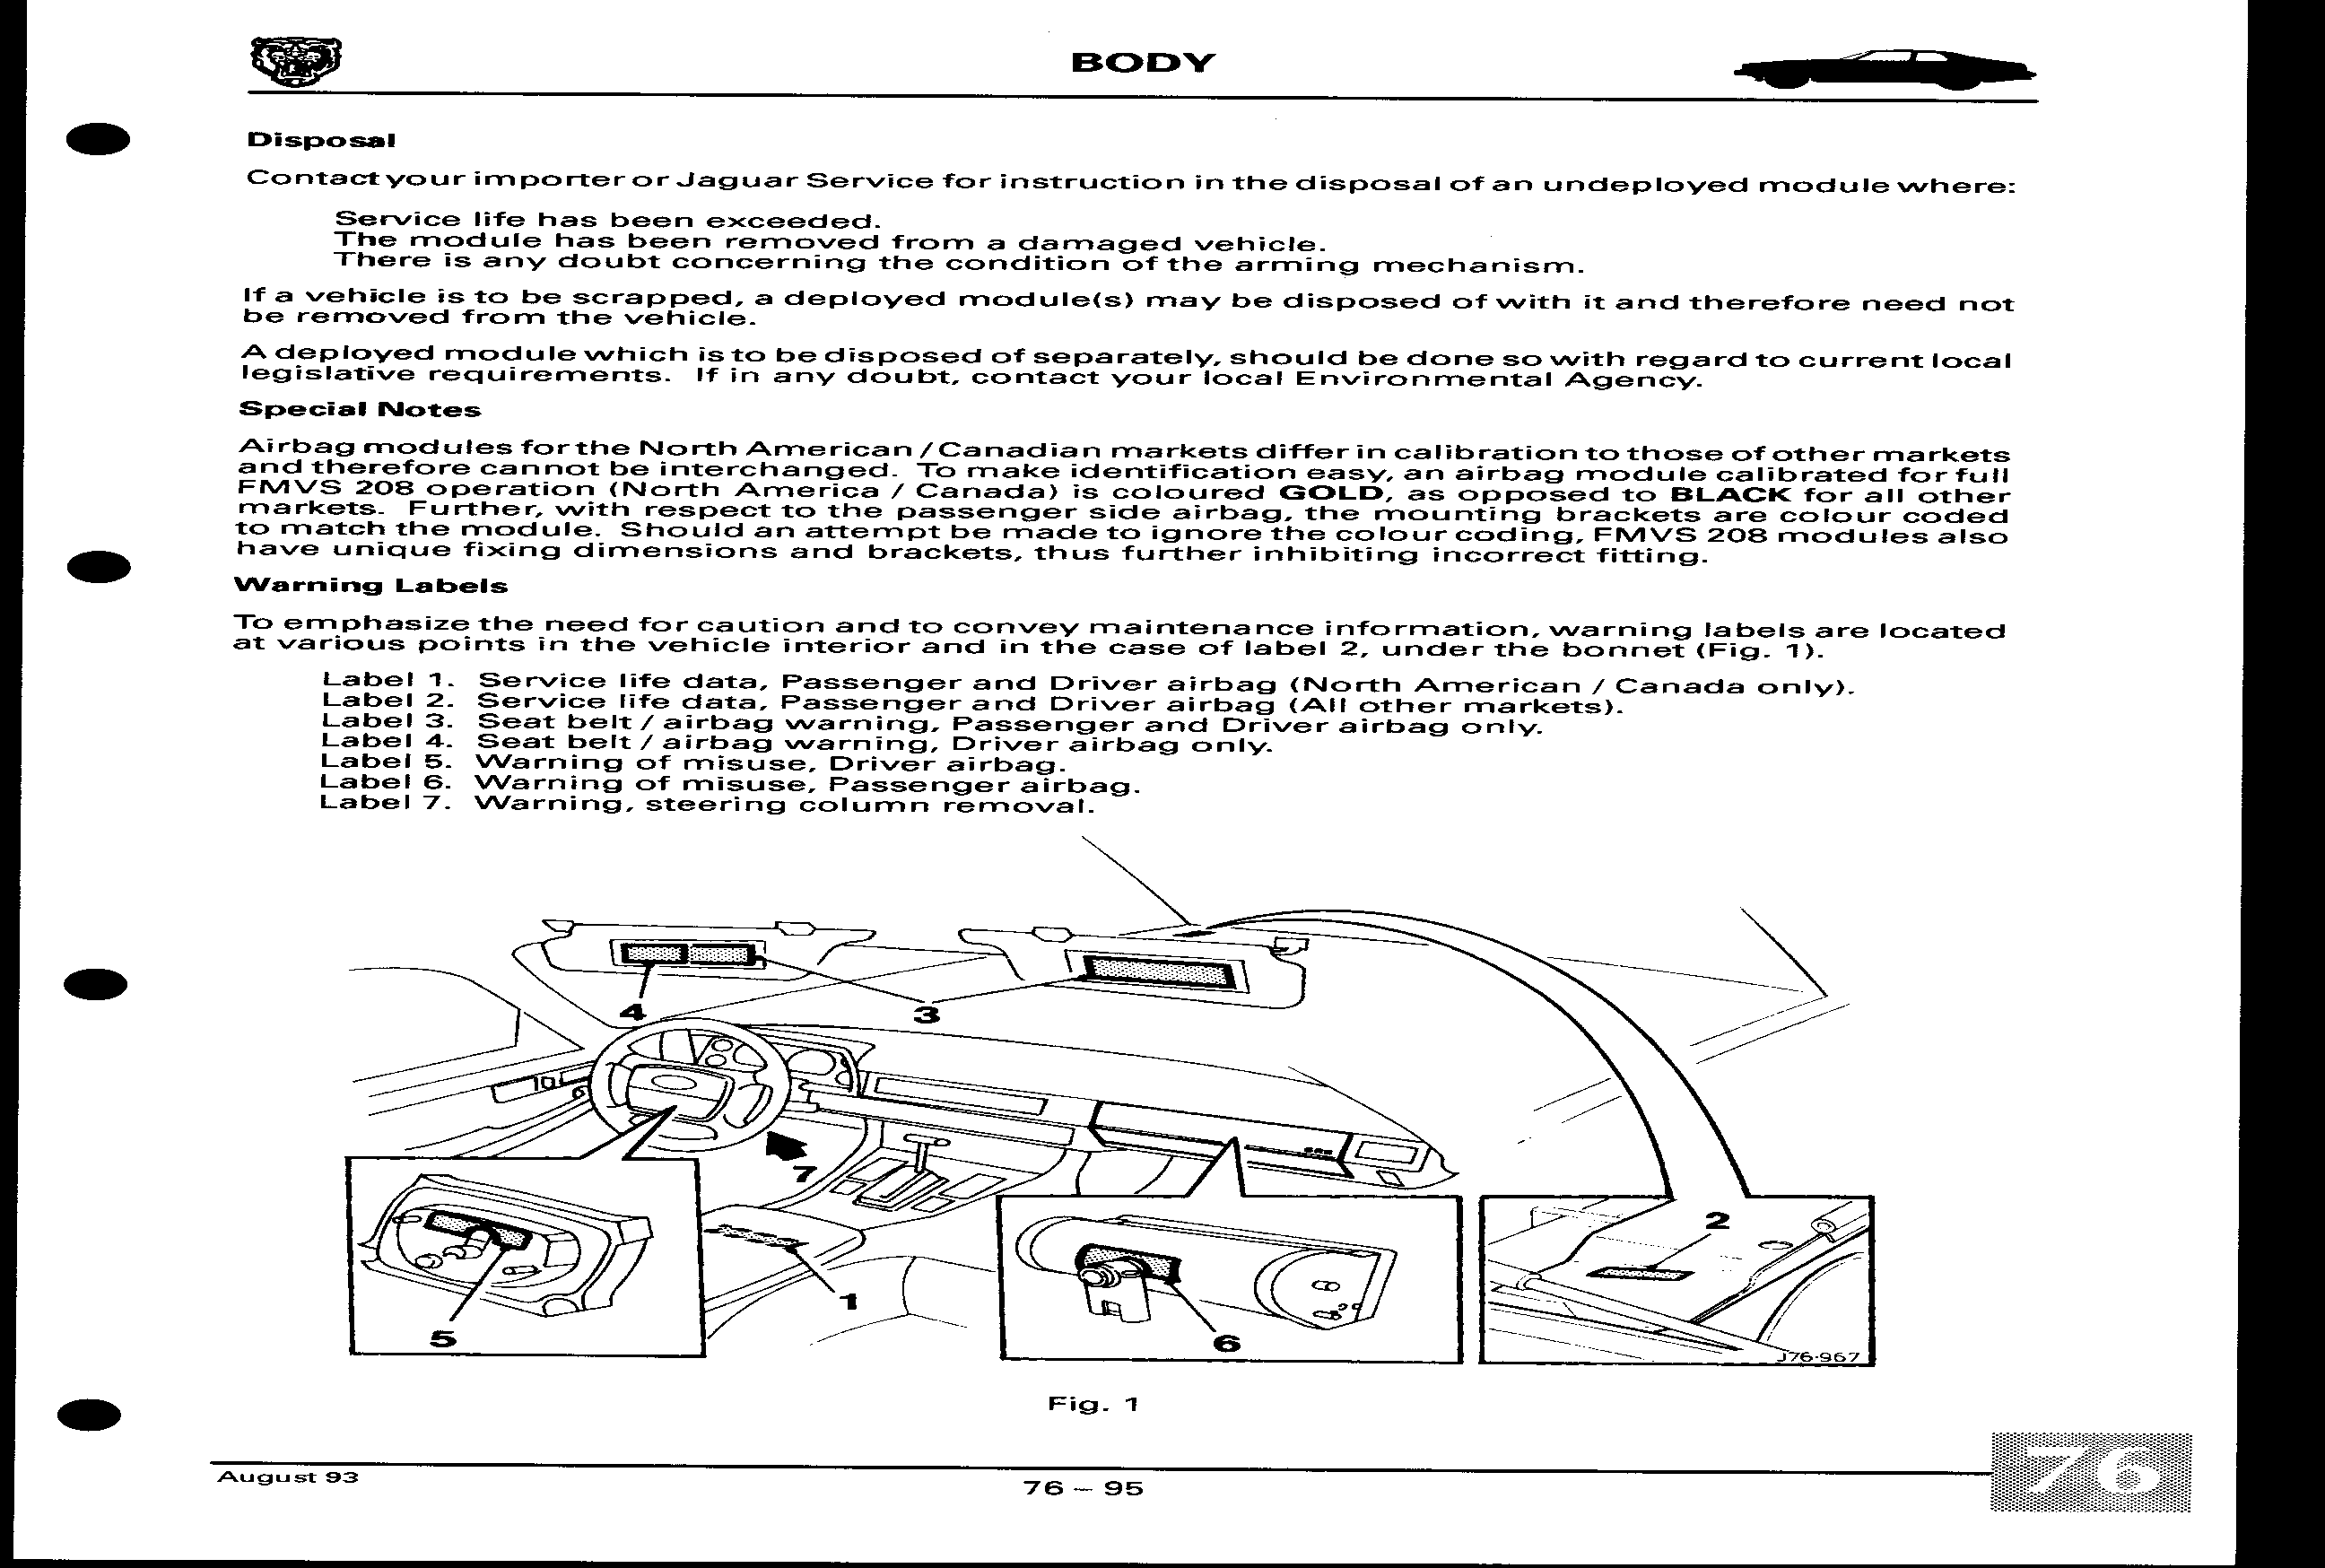 BODY
Disposal
Contact your importer or Jaguar Service for instruction in the disposal of an undeployed module where:
Service life has been exceeded.
The module has been removed from a damaged vehicle.
There is any doubt concerning the condition of the arming mechanism.
If a vehicle is to be scrapped, a deployed module(s) may be disposed of with it and therefore need not
be removed from the vehicle.
A deployed module which is to be disposed of separately, should be done so with regard to current local
legislative requirements. If in any doubt, contact your local Environmental Agency.
Special Notes
Airbag modules for the North American / Canadian markets differ in calibration to those of other markets
and therefore cannot be interchanged. To make identification easy, an airbag module calibrated for full
FMVS 208 operation (North America / Canada) is coloured GOLD, as opposed to BLACK for all other
markets. Further, with respect to the passenger side airbag, the mounting brackets are colour coded
to match the module. Should an attempt be made to ignore the colour coding, FMVS 208 modules also
have unique fixing dimensions and brackets, thus further inhibiting incorrect fitting.
Warning Labels
To emphasize the need for caution and to convey maintenance information, warning labels are located
at various points in the vehicle interior and in the case of label 2, under the bonnet (Fig. 1).
Label 1. Service life data, Passenger and Driver airbag (North American / Canada only).
Label 2. Service life data, Passenger and Driver airbag (All other markets).
Label 3. Seat belt / airbag warning, Passenger and Driver airbag only.
Label 4. Seat belt / airbag warning, Driver airbag only.
Label 5. Warning of misuse, Driver airbag.
Label 6. Warning of misuse, Passenger airbag.
Label 7. Warning, steering column removal.
4
3
7
2
1
5
6
J76-967
Fig. 1
August 93
76 – 95
76